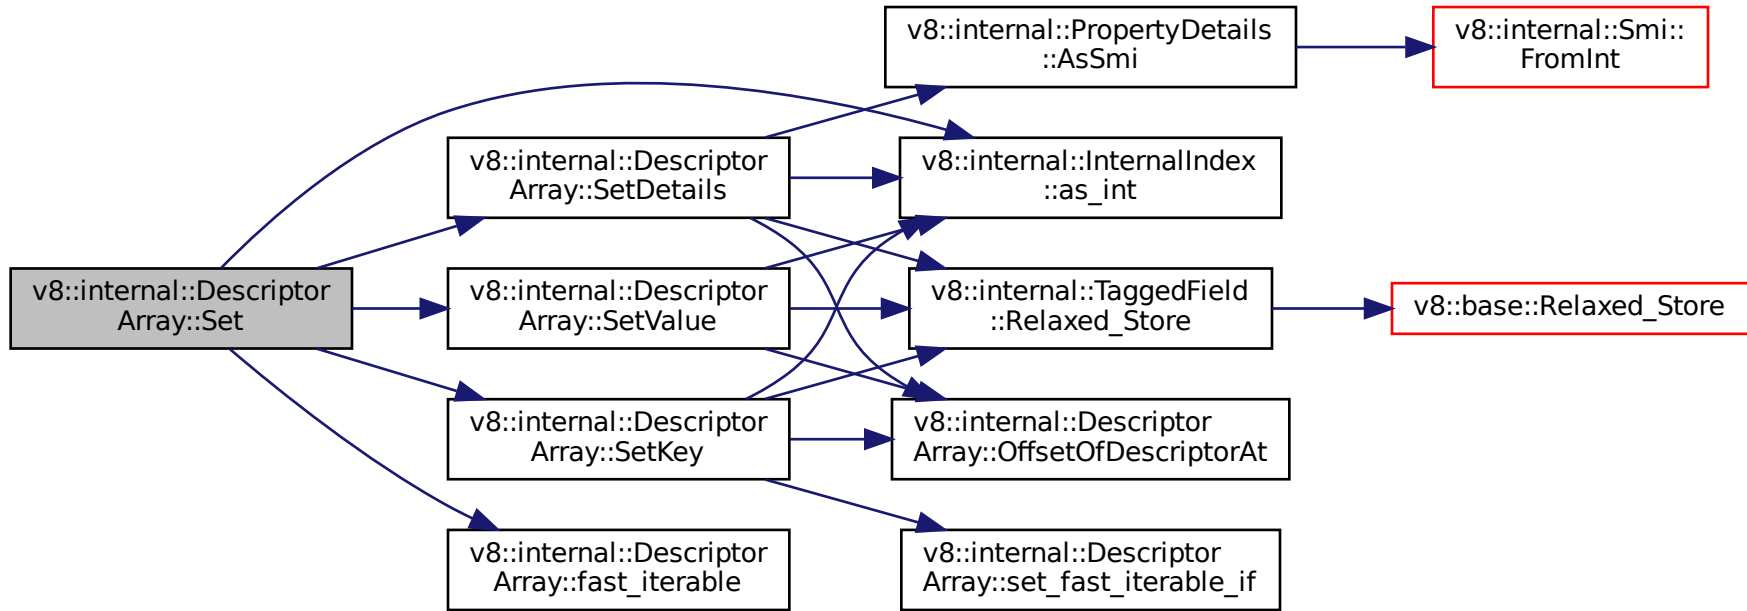 v8::internal::Descriptor
Array::Set
v8::internal::Descriptor
Array::SetDetails
v8::internal::Descriptor
Array::SetValue
v8::internal::Descriptor
Array::SetKey
v8::internal::Descriptor
Array::fast_iterable
v8::internal::PropertyDetails
::AsSmi
v8::internal::InternalIndex
::as_int
v8::internal::TaggedField
::Relaxed_Store
v8::internal::Descriptor
Array::OffsetOfDescriptorAt
v8::internal::Descriptor
Array::set_fast_iterable_if
v8::internal::Smi::
FromInt
v8::base::Relaxed_Store